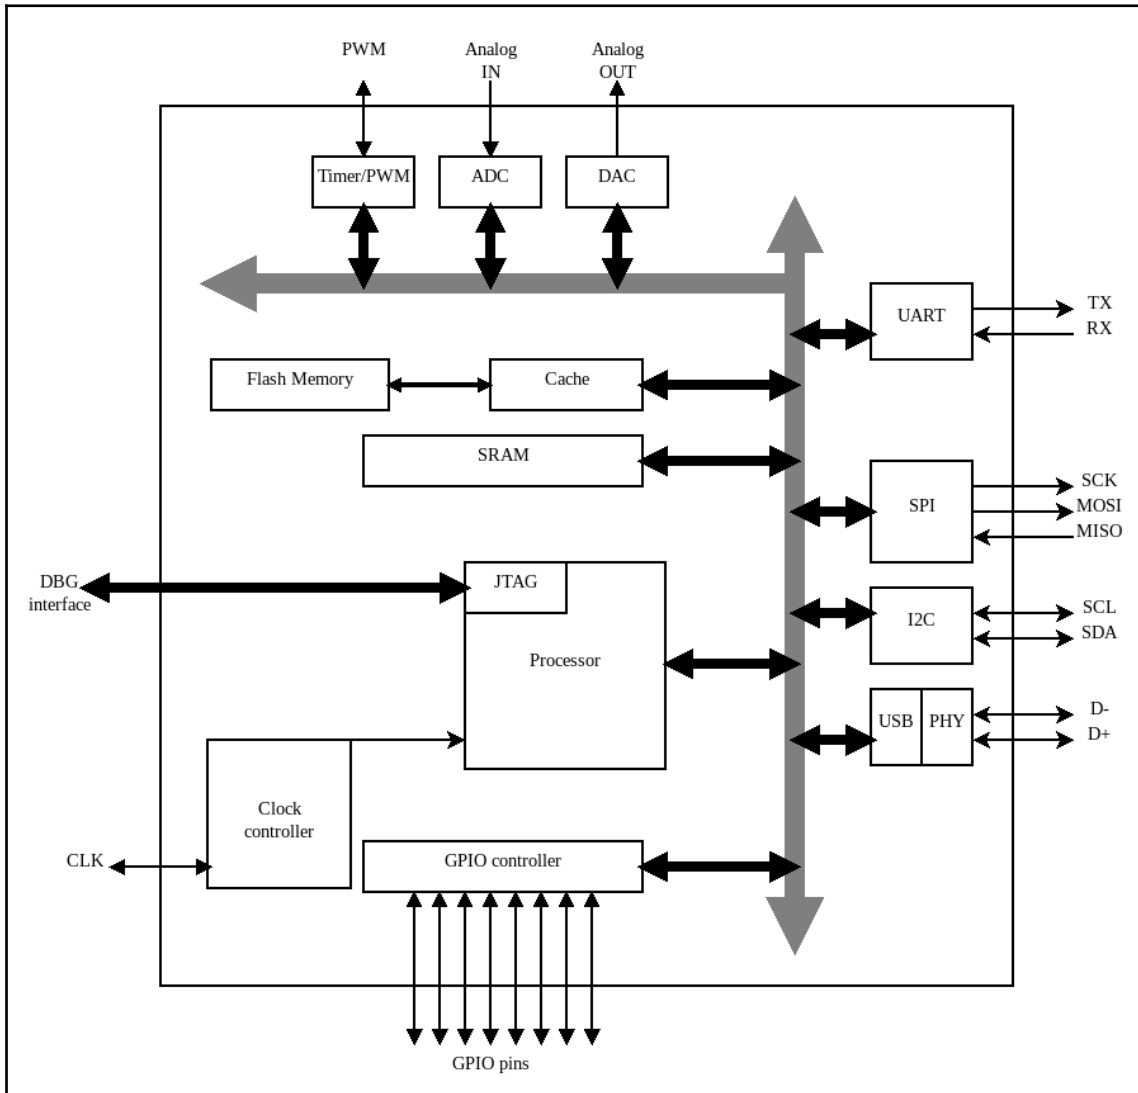 PWM
Analog
IN
Analog
OUT
Timer/PWM
ADC
DAC
UART
TX
RX
Flash Memory
Cache
SRAM
SPI
SCK
MOSI
MISO
DBG
interface
JTAG
Processor
I2C
SCL
SDA
USB
PHY
D-
D+
Clock
controller
CLK
GPIO controller
GPIO pins